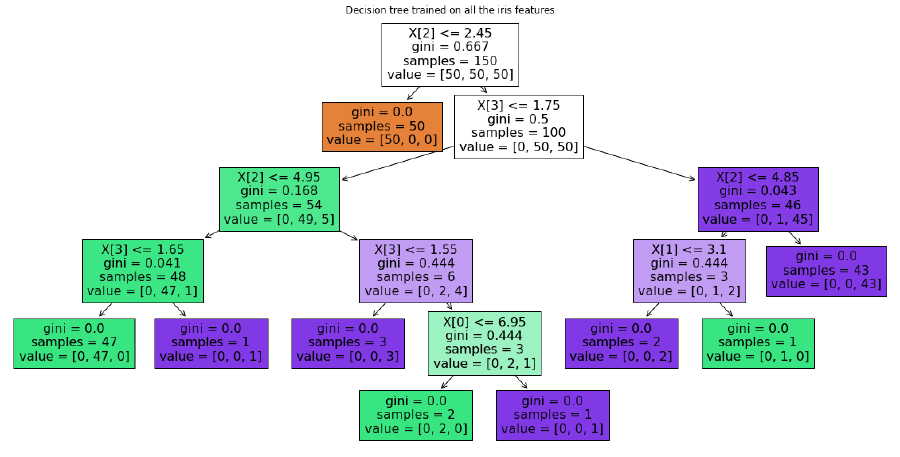 Decision tree trained on all the iris features
X[2] <= 2.45
gini = 0.667
samples = 150
value = [50, 50, 50]
gini = 0.0
samples = 50
value = [50, 0, 0]
X[3] <= 1.75
gini = 0.5
samples = 100
value = [0, 50, 50]
X[2] <= 4.95
gini = 0.168
samples = 54
value = [0, 49, 5]
X[2] <= 4.85
gini = 0.043
samples = 46
value = [0, 1, 45]
X[3] <= 1.65
gini = 0.041
samples = 48
value = [0, 47, 1]
X[3] <= 1.55
gini = 0.444
samples = 6
value = [0, 2, 4]
X[1] <= 3.1
gini = 0.444
samples = 3
value = [0, 1, 2]
gini = 0.0
samples = 43
value = [0, 0, 43]
gini = 0.0
samples = 47
value = [0, 47, 0]
gini = 0.0
samples = 1
value = [0, 0, 1]
gini = 0.0
samples = 3
value = [0, 0, 3]
X[0] <= 6.95
gini = 0.444
samples = 3
value = [0, 2, 1]
gini = 0.0
samples = 2
value = [0, 0, 2]
gini = 0.0
samples = 1
value = [0, 1, 0]
gini = 0.0
samples = 2
value = [0, 2, 0]
gini = 0.0
samples = 1
value = [0, 0, 1]